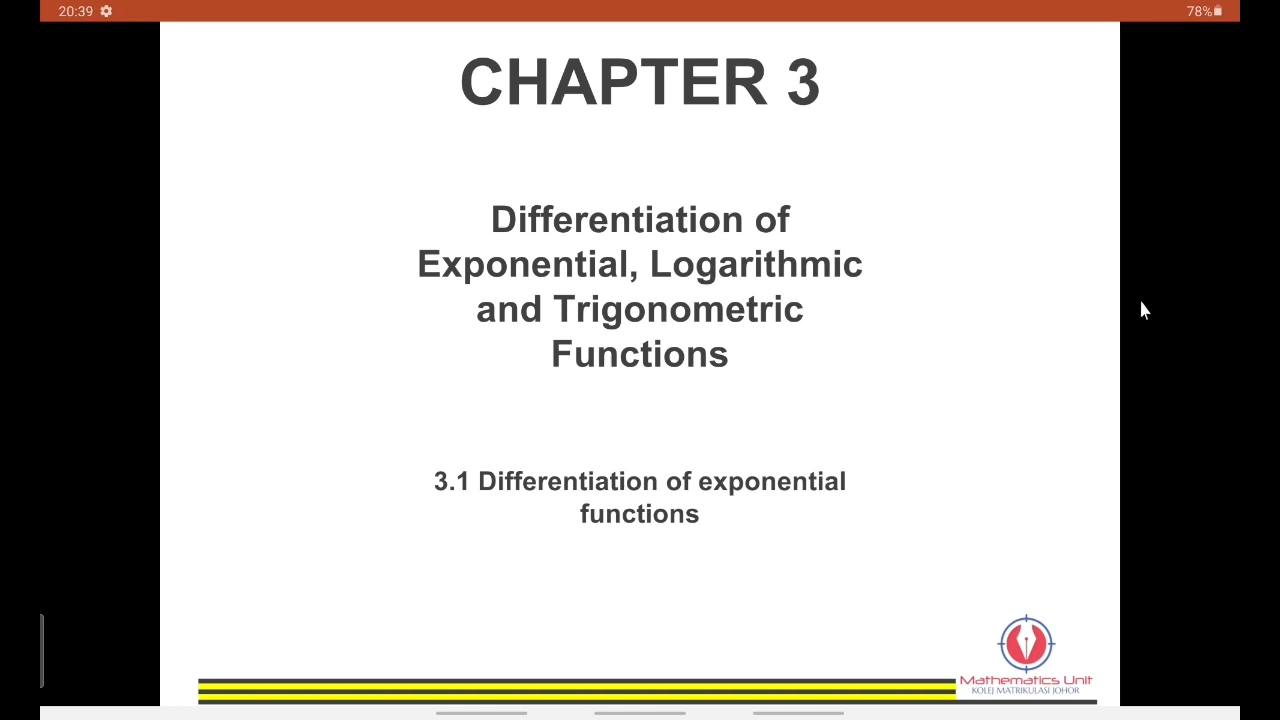 20:39
78%
CHAPTER 3
Differentiation of
Exponential, Logarithmic
and Trigonometric
Functions
3.1 Differentiation of exponential
functions
Mathematics Unit
KOLEJ MATRIKULASI JOHOR